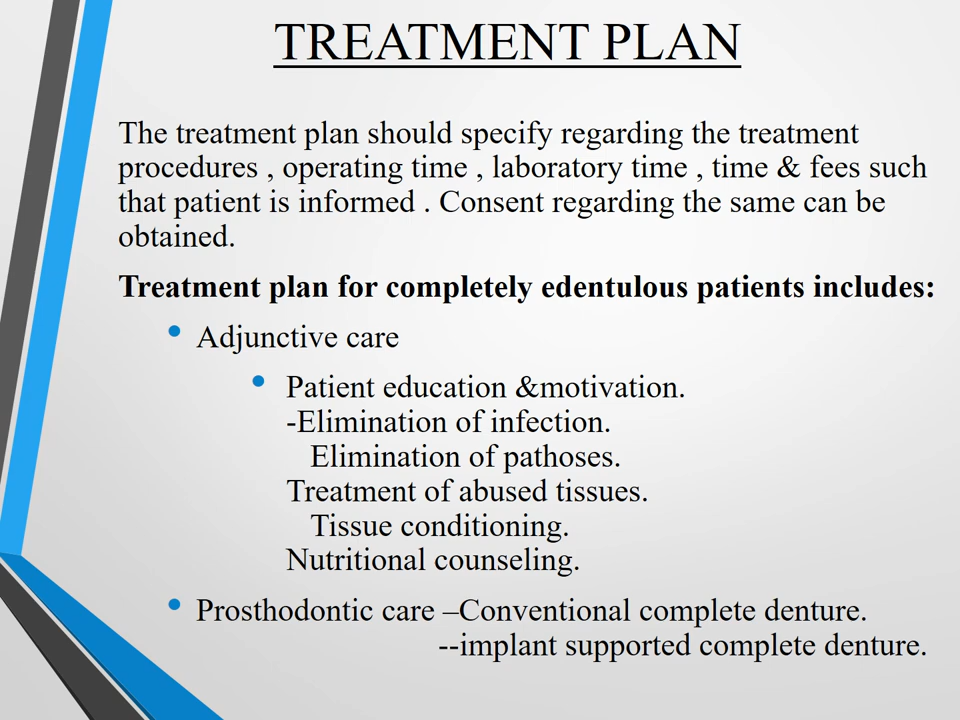 TREATMENT PLAN
The treatment plan should specify regarding the treatment
procedures , operating time , laboratory time , time & fees such
that patient is informed . Consent regarding the same can be
obtained.
Treatment plan for completely edentulous patients includes:
• Adjunctive care
• Patient education &motivation.
-Elimination of infection.
Elimination of pathoses.
Treatment of abused tissues.
Tissue conditioning.
Nutritional counseling.
• Prosthodontic care –Conventional complete denture.
--implant supported complete denture.